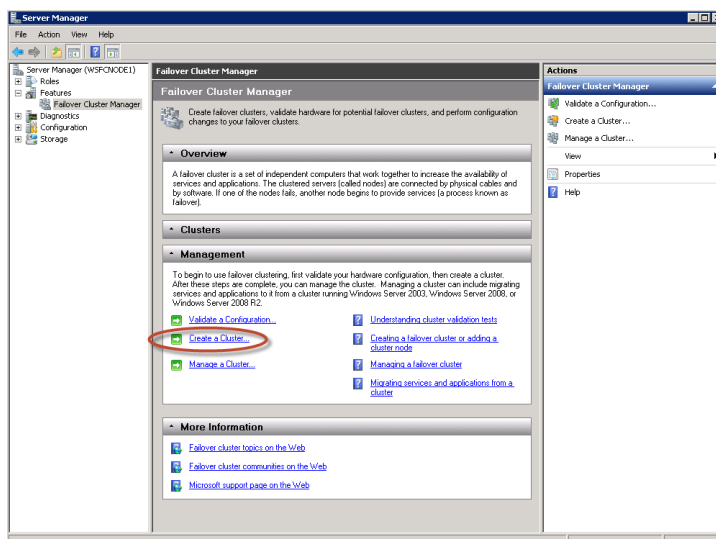 Server Manager
File Action View Help
Server Manager (WSFCNODE1)
Roles
Features
Failover Cluster Manager
Diagnostics
Configuration
Storage
Failover Cluster Manager
Failover Cluster Manager
Create failover clusters, validate hardware for potential failover clusters, and perform configuration
changes to your failover clusters.
Overview
A failover cluster is a set of independent computers that work together to increase the availability of
services and applications. The clustered servers (called nodes) are connected by physical cables and
by software. If one of the nodes fails, another node begins to provide services (a process known as
failover).
Clusters
Management
To begin to use failover clustering, first validate your hardware configuration, then create a cluster.
After these steps are complete, you can manage the cluster. Managing a cluster can include migrating
services and applications to it from a cluster running Windows Server 2003, Windows Server 2008, or
Windows Server 2008 R2.
Validate a Configuration...
Create a Cluster...
Manage a Cluster...
Understanding cluster validation tests
Creating a failover cluster or adding a
cluster node
Managing a failover cluster
Migrating services and applications from a
cluster
More Information
Failover cluster topics on the Web
Failover cluster communities on the Web
Microsoft support page on the Web
Actions
Failover Cluster Manager
Validate a Configuration...
Create a Cluster...
Manage a Cluster...
View
Properties
Help